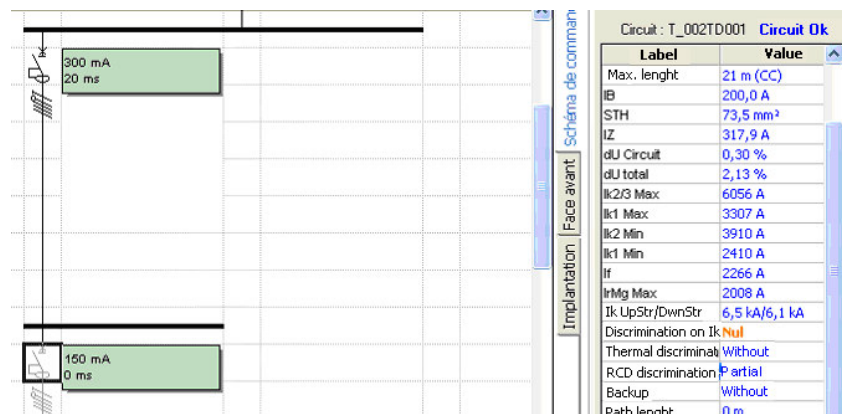 300 mA
20 ms
150 mA
0 ms
Schéma de comman
Face avant
Implantation
Circuit : T_002TD001 Circuit Ok
Label Value
Max. lenght 21 m (CC)
IB 200,0 A
STH 73,5 mm²
IZ 317,9 A
dU Circuit 0,30 %
dU total 2,13 %
Ik2/3 Max 6056 A
Ik1 Max 3307 A
Ik2 Min 3910 A
Ik1 Min 2410 A
If 2266 A
IrMg Max 2008 A
Ik UpStr/DwnStr 6,5 kA/6,1 kA
Discrimination on Ik Nul
Thermal discriminati Without
RCD discrimination Partial
Backup Without
Path lenght 0 m